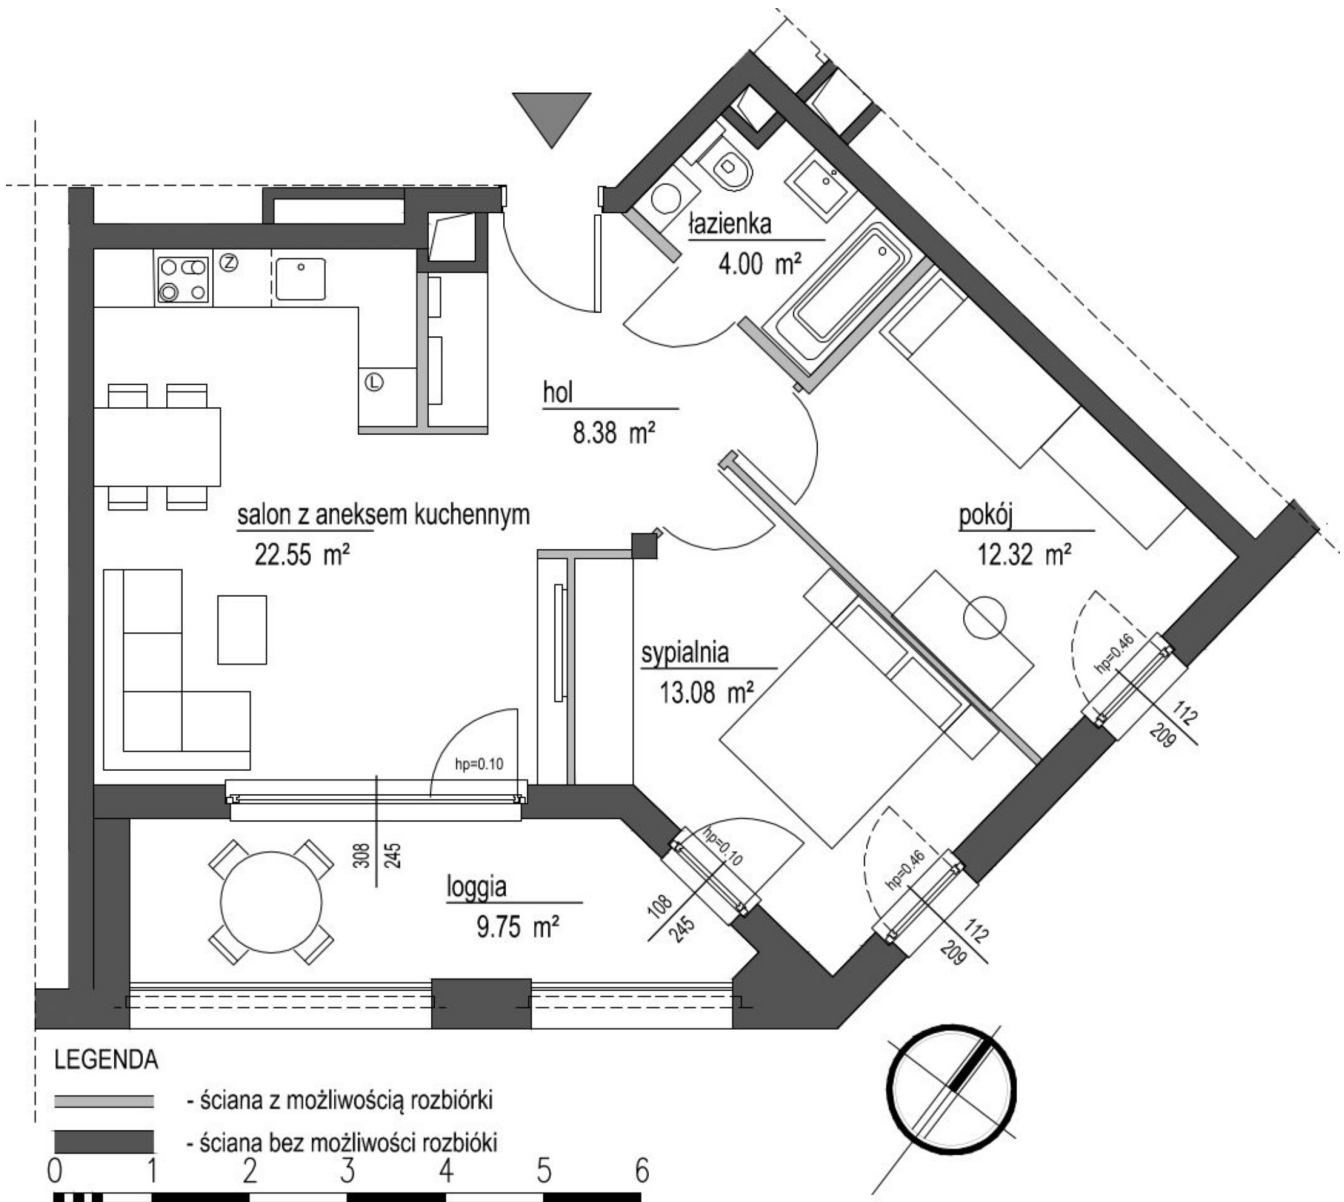 łazienka
4.00 m²
Z
L
hol
8.38 m²
salon z aneksem kuchennym
22.55 m²
pokój
12.32 m²
sypialnia
13.08 m²
hp=0.46
112
209
hp=0.10
308
245
hp=0.10
108
245
hp=0.46
112
209
loggia
9.75 m²
LEGENDA
- ściana z możliwością rozbiórki
- ściana bez możliwości rozbióki
0 1 2 3 4 5 6